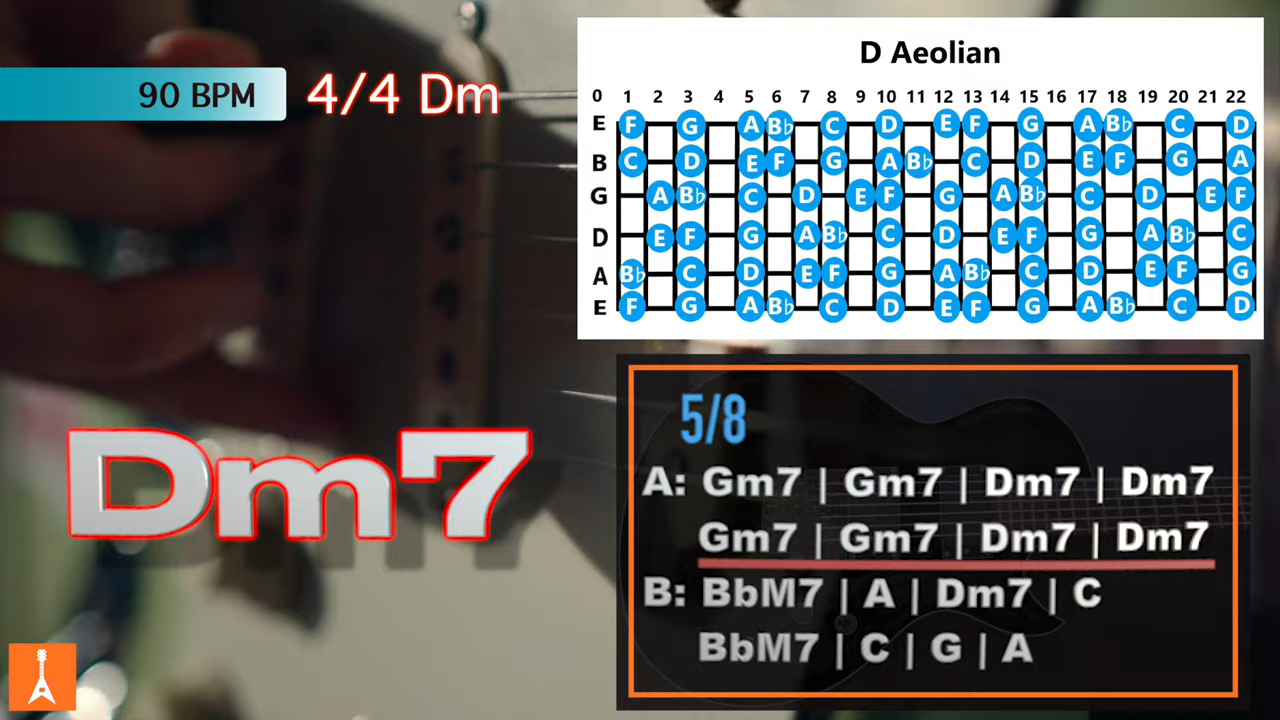 90 BPM
4/4 Dm
D Aeolian
0 1 2 3 4 5 6 7 8 9 10 11 12 13 14 15 16 17 18 19 20 21 22
E F G A B♭ C D E F G A B♭ C D
B C D E F G A B♭ C D E F G A
G A B♭ C D E F G A B♭ C D E F
D E F G A B♭ C D E F G A B♭ C
A B♭ C D E F G A B♭ C D E F G
E F G A B♭ C D E F G A B♭ C D
Dm7
5/8
A: Gm7 | Gm7 | Dm7 | Dm7
Gm7 | Gm7 | Dm7 | Dm7
B: BbM7 | A | Dm7 | C
BbM7 | C | G | A